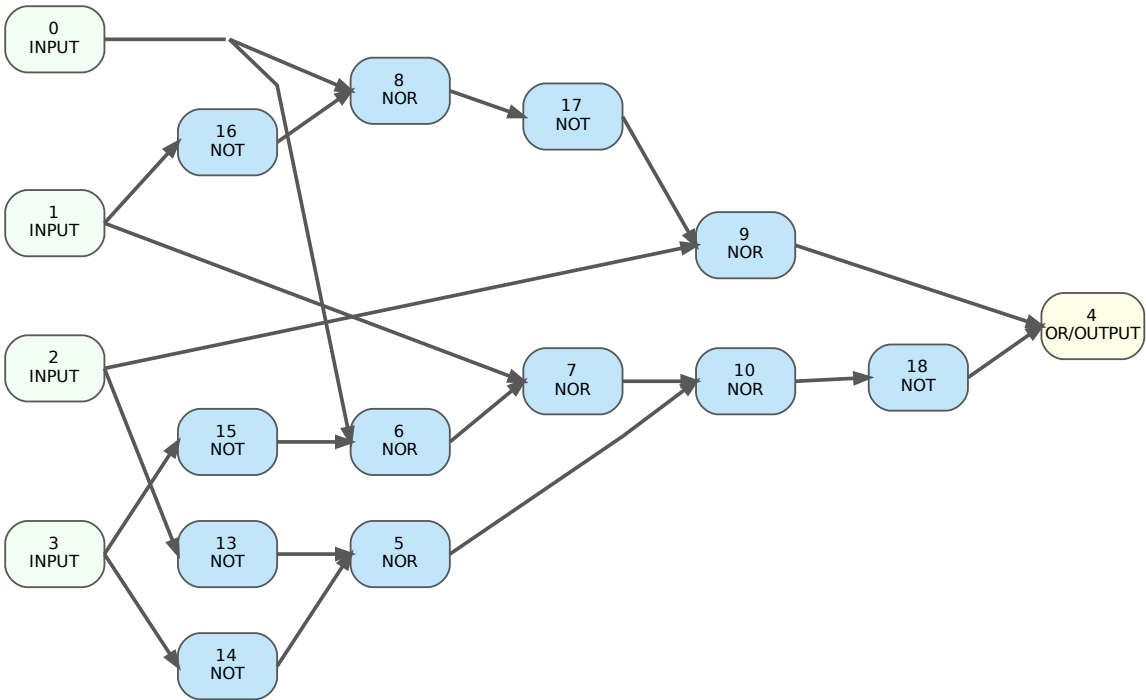 0
INPUT
8
NOR
17
NOT
16
NOT
1
INPUT
9
NOR
4
OR/OUTPUT
2
INPUT
7
NOR
10
NOR
18
NOT
15
NOT
6
NOR
3
INPUT
13
NOT
5
NOR
14
NOT